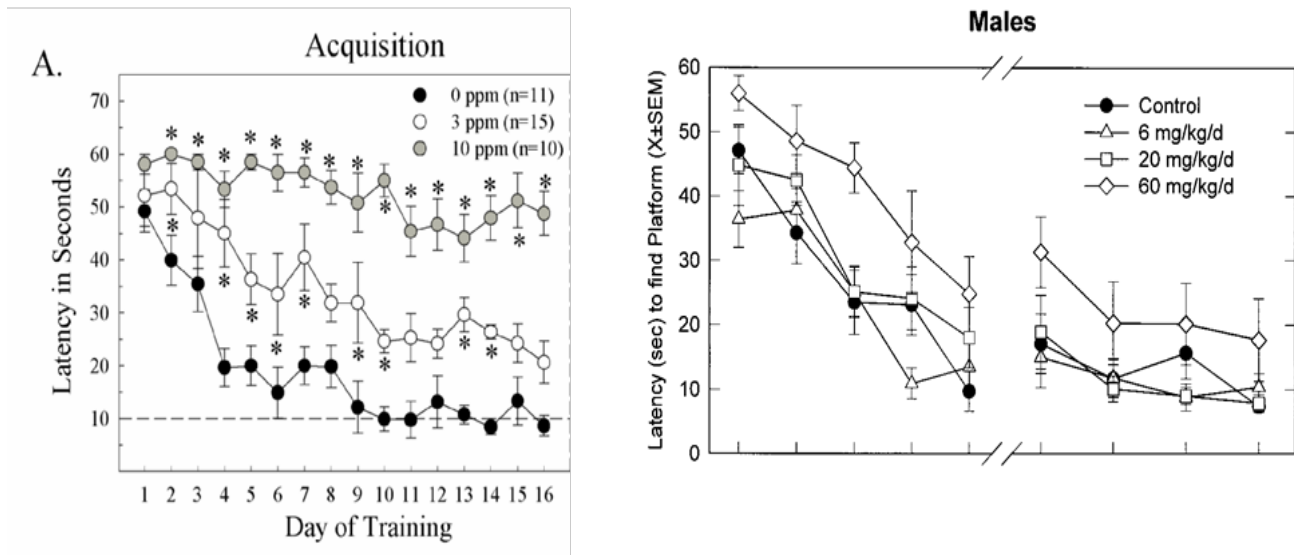 A.
Acquisition
Latency in Seconds
70
60
50
40
30
20
10
0 ppm (n=11)
3 ppm (n=15)
10 ppm (n=10)
* * * * * * * * * * * * * * *
* * * * * * * * *
1 2 3 4 5 6 7 8 9 10 11 12 13 14 15 16
Day of Training
Males
Latency (sec) to find Platform (X±SEM)
60
50
40
30
20
10
0
Control
6 mg/kg/d
20 mg/kg/d
60 mg/kg/d